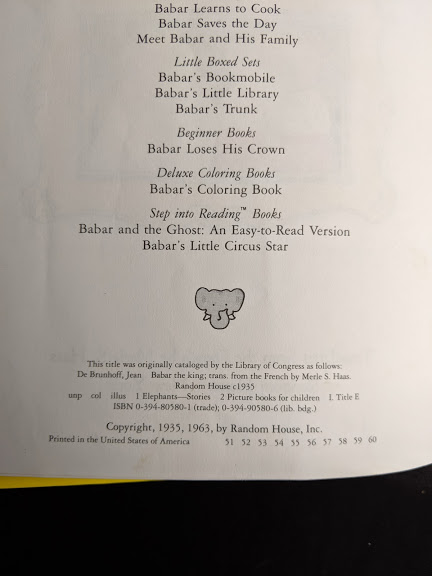 Babar Learns to Cook
Babar Saves the Day
Meet Babar and His Family
Little Boxed Sets
Babar's Bookmobile
Babar's Little Library
Babar's Trunk
Beginner Books
Babar Loses His Crown
Deluxe Coloring Books
Babar's Coloring Book
Step into Reading™ Books
Babar and the Ghost: An Easy-to-Read Version
Babar's Little Circus Star
This title was originally cataloged by the Library of Congress as follows:
De Brunhoff, Jean Babar the king; trans. from the French by Merle S. Haas.
Random House c1935
unp col illus 1 Elephants—Stories 2 Picture books for children I. Title E
ISBN 0-394-80580-1 (trade); 0-394-90580-6 (lib. bdg.)
Copyright, 1935, 1963, by Random House, Inc.
Printed in the United States of America 51 52 53 54 55 56 57 58 59 60